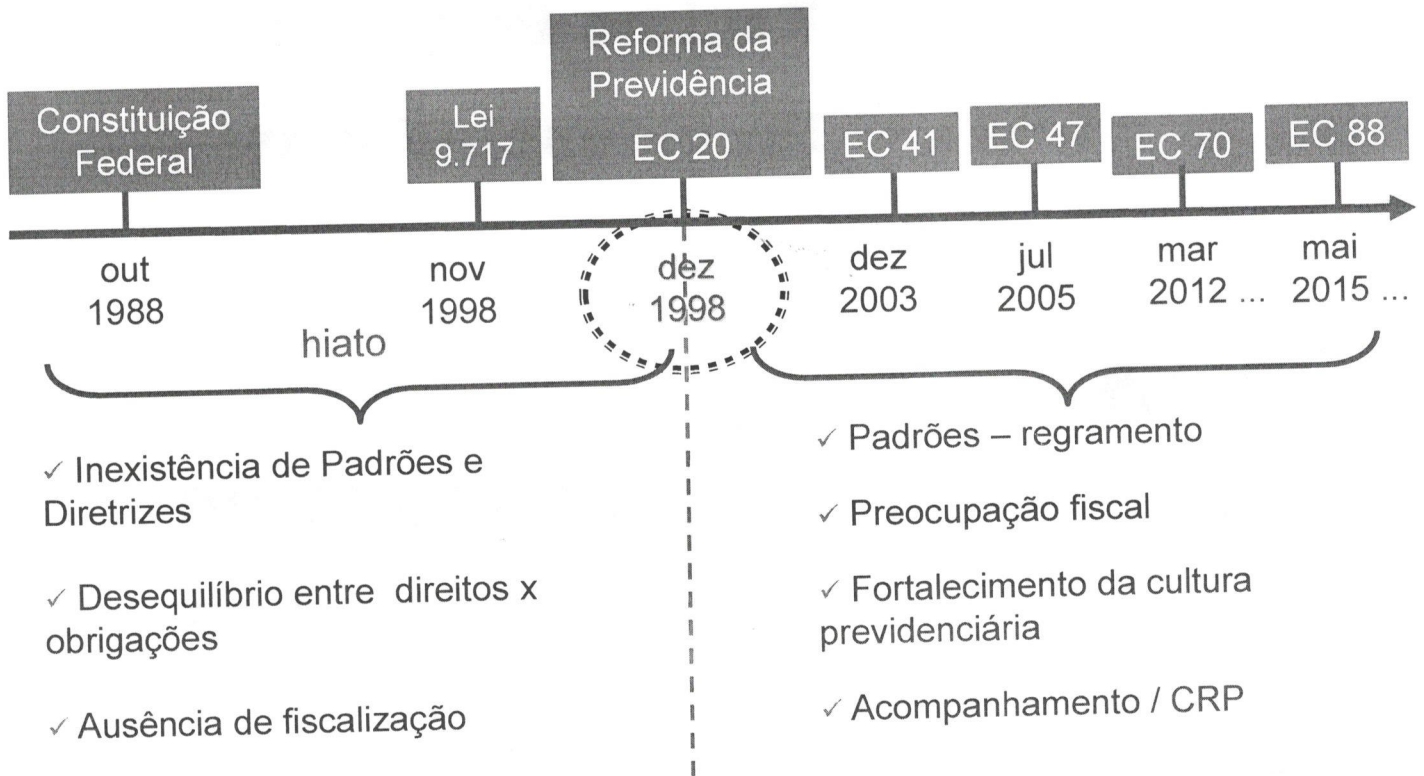 Constituição
Federal
Lei
9.717
Reforma da
Previdência
EC 20
EC 41
EC 47
EC 70
EC 88
out
1988
nov
1998
dez
1998
dez
2003
jul
2005
mar
2012 ...
mai
2015 ...
hiato
✓ Inexistência de Padrões e
Diretrizes
✓ Desequilíbrio entre direitos x
obrigações
✓ Ausência de fiscalização
✓ Padrões – regramento
✓ Preocupação fiscal
✓ Fortalecimento da cultura
previdenciária
✓ Acompanhamento / CRP